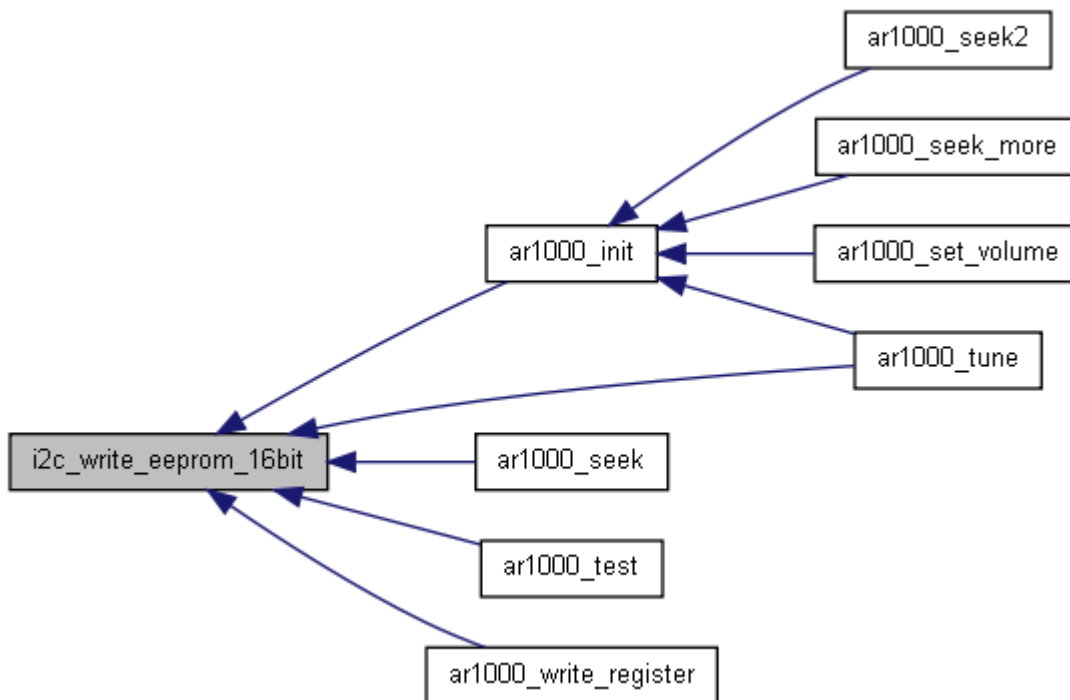 ar1000_seek2
ar1000_seek_more
ar1000_init
ar1000_set_volume
ar1000_tune
i2c_write_eeprom_16bit
ar1000_seek
ar1000_test
ar1000_write_register